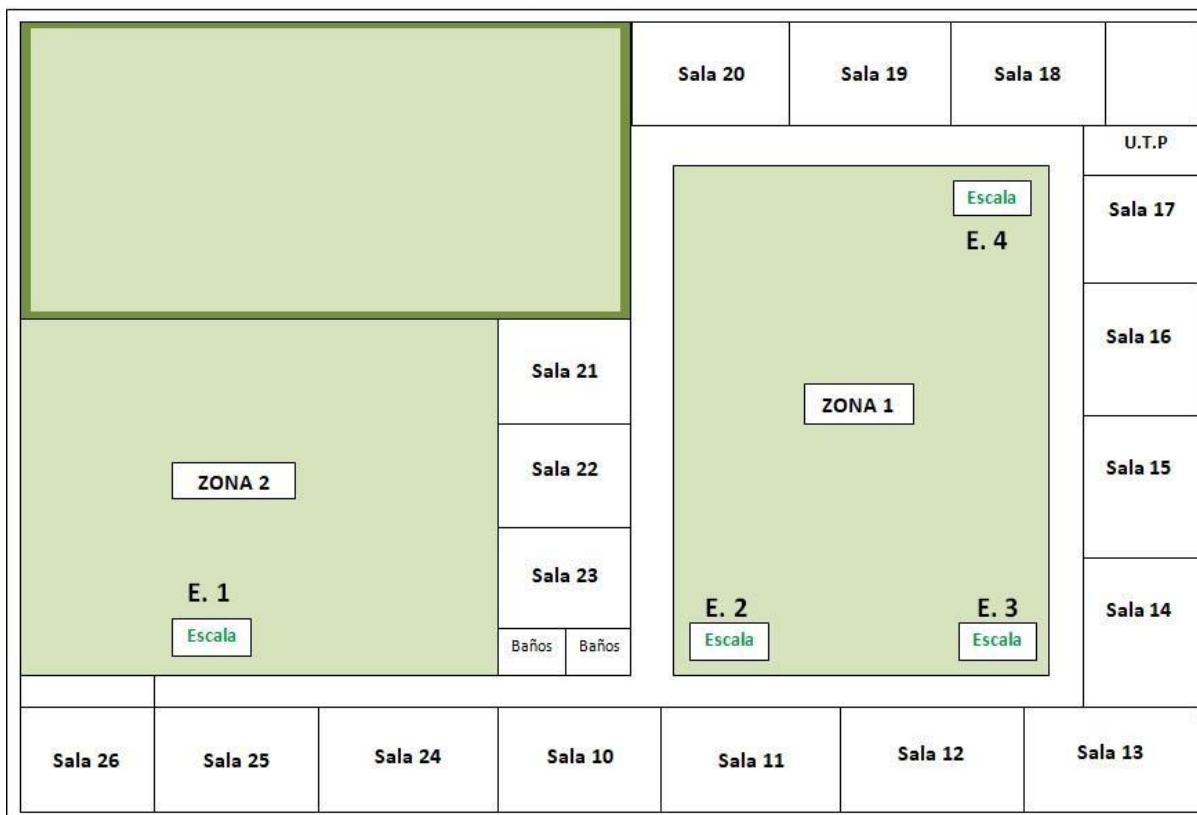 Sala 20
Sala 19
Sala 18
U.T.P
Escala
E. 4
Sala 17
Sala 16
Sala 21
ZONA 1
Sala 22
Sala 15
ZONA 2
Sala 23
E. 1
Escala
E. 2
Escala
E. 3
Escala
Sala 14
Baños
Baños
Sala 26
Sala 25
Sala 24
Sala 10
Sala 11
Sala 12
Sala 13